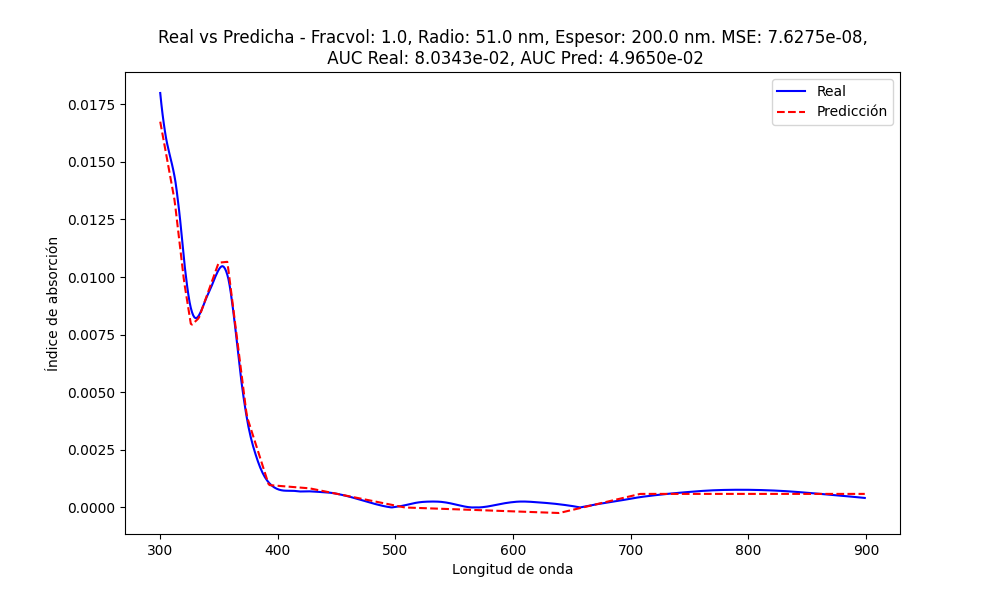 Real vs Predicha - Fracvol: 1.0, Radio: 51.0 nm, Espesor: 200.0 nm. MSE: 7.6275e-08,
AUC Real: 8.0343e-02, AUC Pred: 4.9650e-02
Real
Predicción
Índice de absorción
0.0175
0.0150
0.0125
0.0100
0.0075
0.0050
0.0025
0.0000
300 400 500 600 700 800 900
Longitud de onda